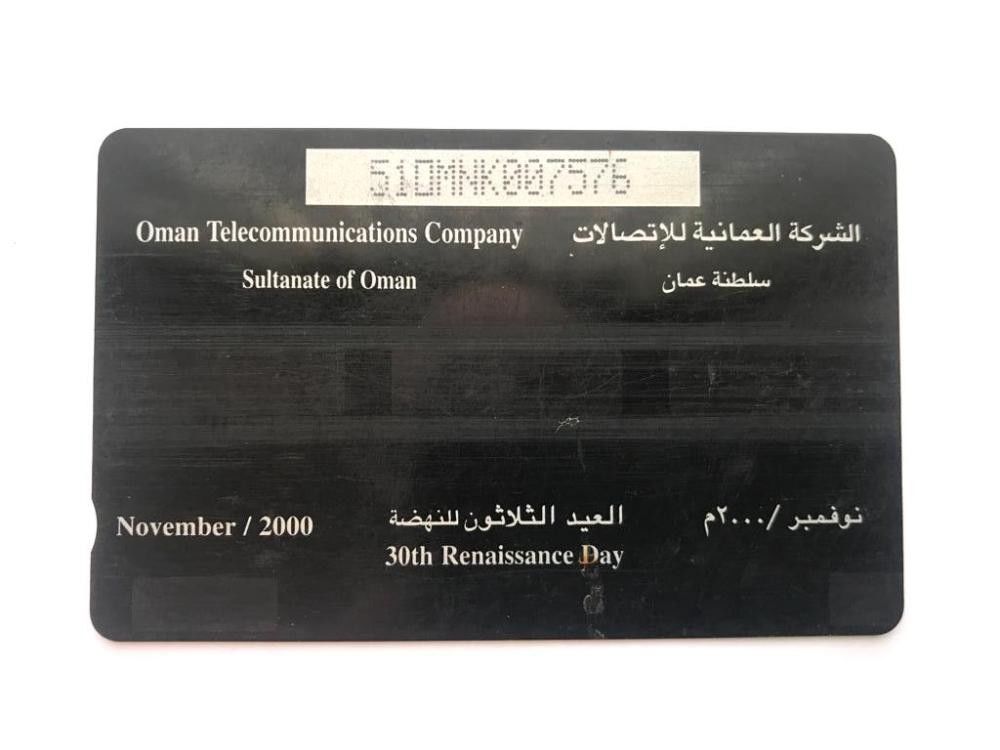 51OMNK007576
Oman Telecommunications Company
الشركة العمانية للإتصالات
Sultanate of Oman
سلطنة عمان
November / 2000
العيد الثلاثون للنهضة
نوفمبر /٢٠٠٠م
30th Renaissance Day